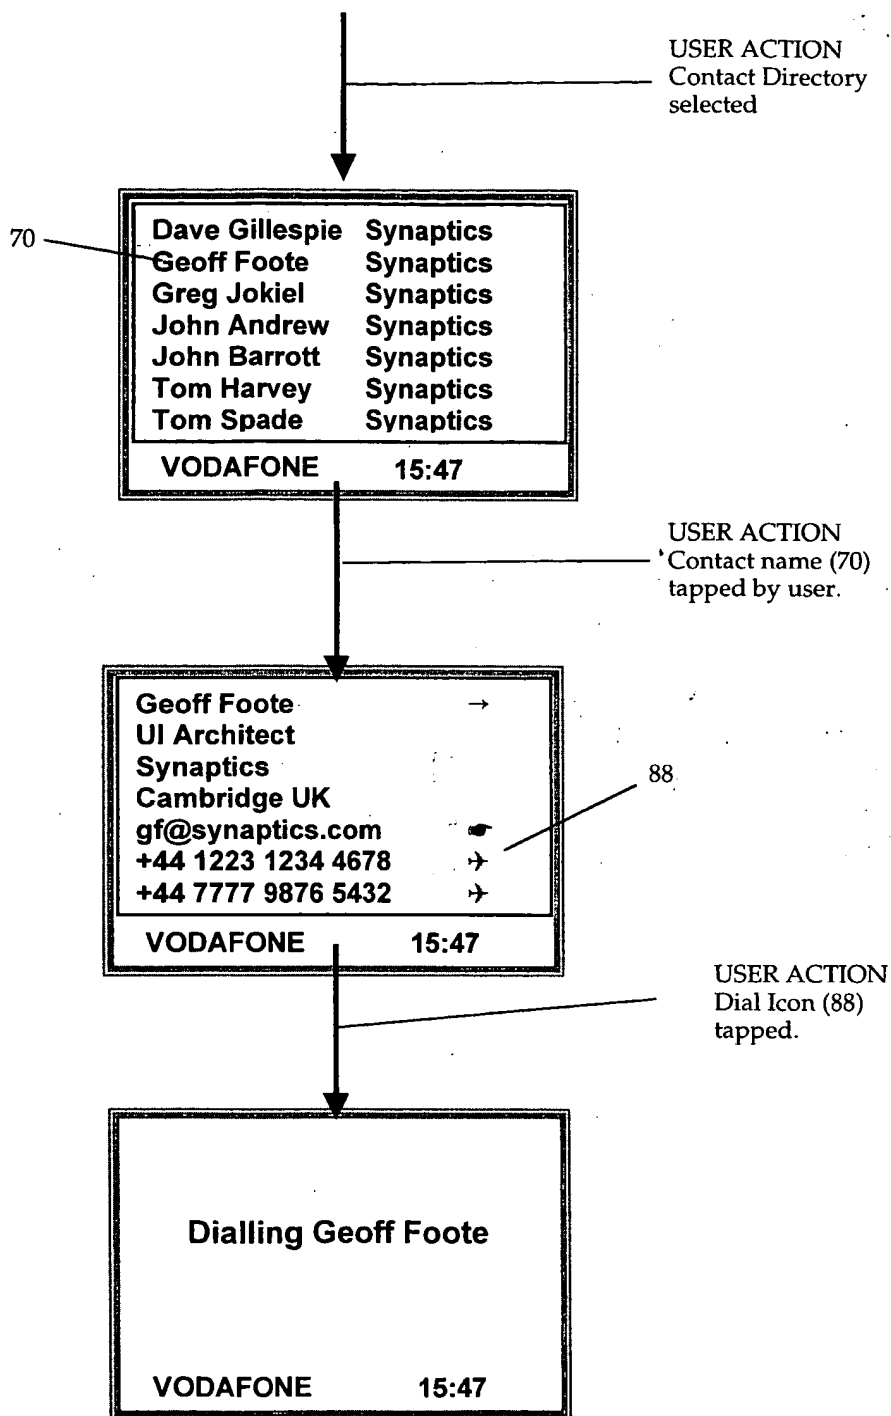 USER ACTION
Contact Directory
selected
70
Dave Gillespie Synaptics
Geoff Foote Synaptics
Greg Jokiel Synaptics
John Andrew Synaptics
John Barrott Synaptics
Tom Harvey Synaptics
Tom Spade Synaptics
VODAFONE 15:47
USER ACTION
Contact name (70)
tapped by user.
Geoff Foote →
UI Architect
Synaptics
Cambridge UK
88
gf@synaptics.com ☛
+44 1223 1234 4678 ✈
+44 7777 9876 5432 ✈
VODAFONE 15:47
USER ACTION
Dial Icon (88)
tapped.
Dialling Geoff Foote
VODAFONE 15:47